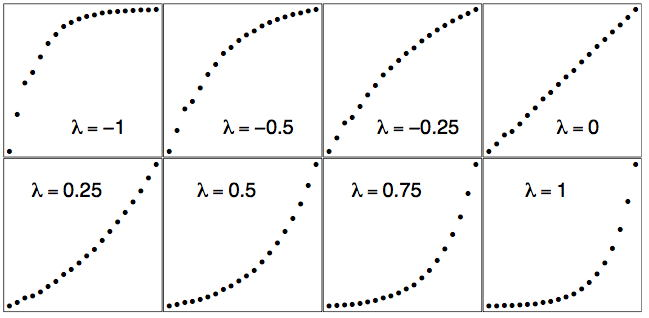 λ = −1
λ = −0.5
λ = −0.25
λ = 0
λ = 0.25
λ = 0.5
λ = 0.75
λ = 1